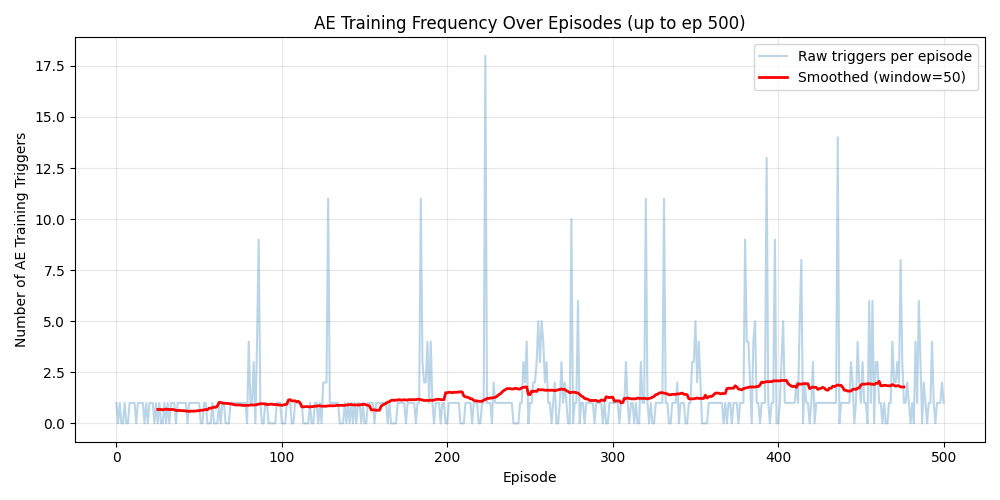 AE Training Frequency Over Episodes (up to ep 500)
Raw triggers per episode
Smoothed (window=50)
Number of AE Training Triggers
17.5
15.0
12.5
10.0
7.5
5.0
2.5
0.0
0 100 200 300 400 500
Episode